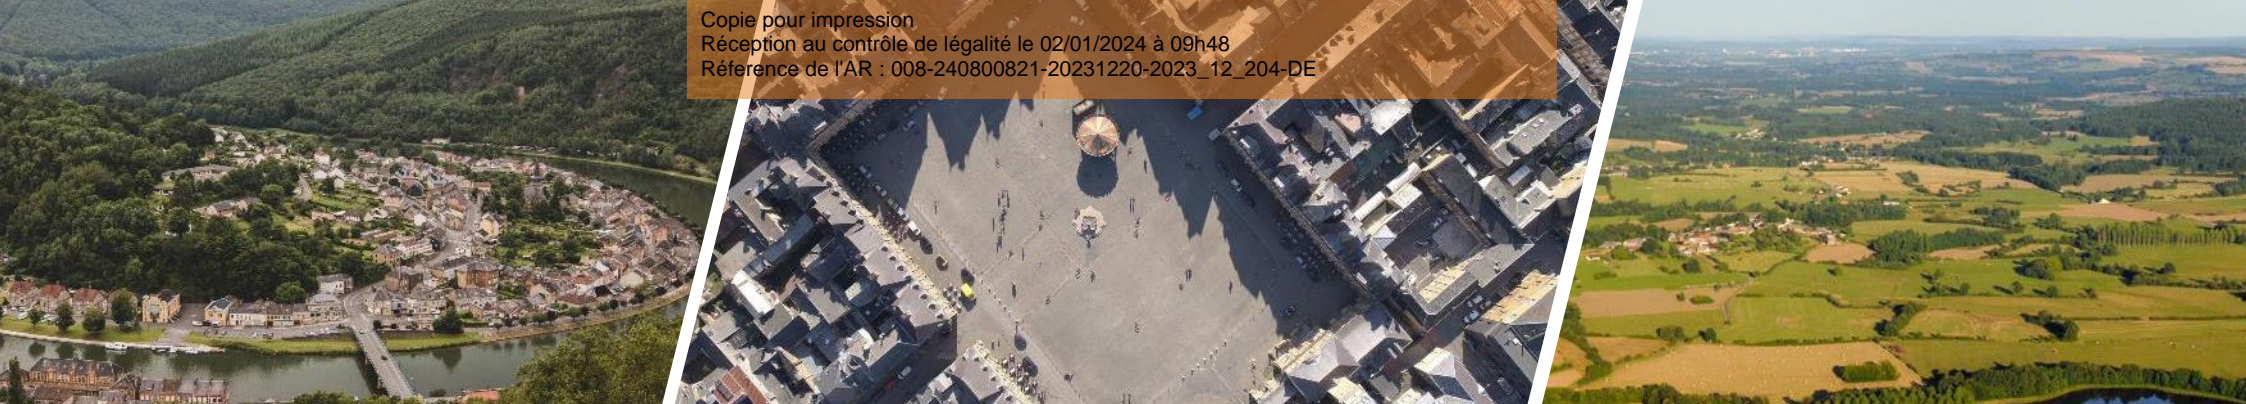 Copie pour impression
Réception au contrôle de légalité le 02/01/2024 à 09h48
Réference de l'AR : 008-240800821-20231220-2023_12_204-DE